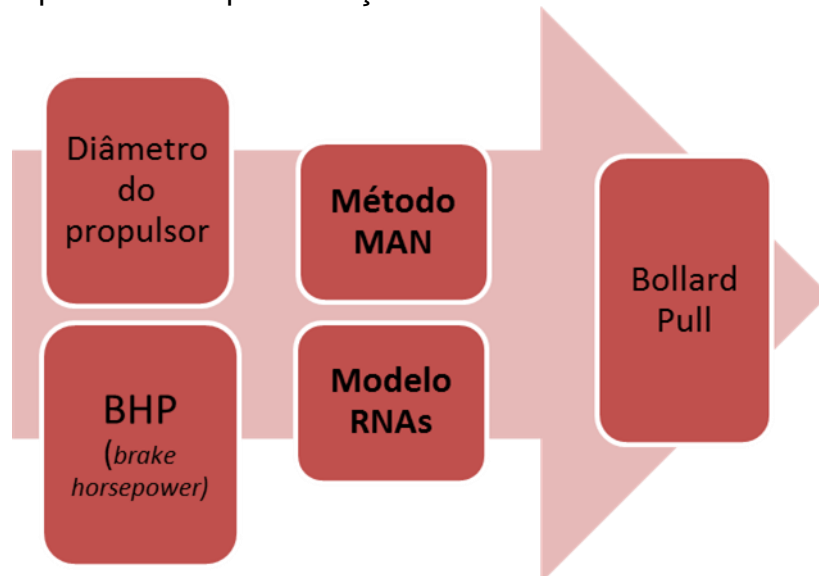 Diâmetro
do
propulsor
BHP
(brake
horsepower)
Método
MAN
Modelo
RNAs
Bollard
Pull